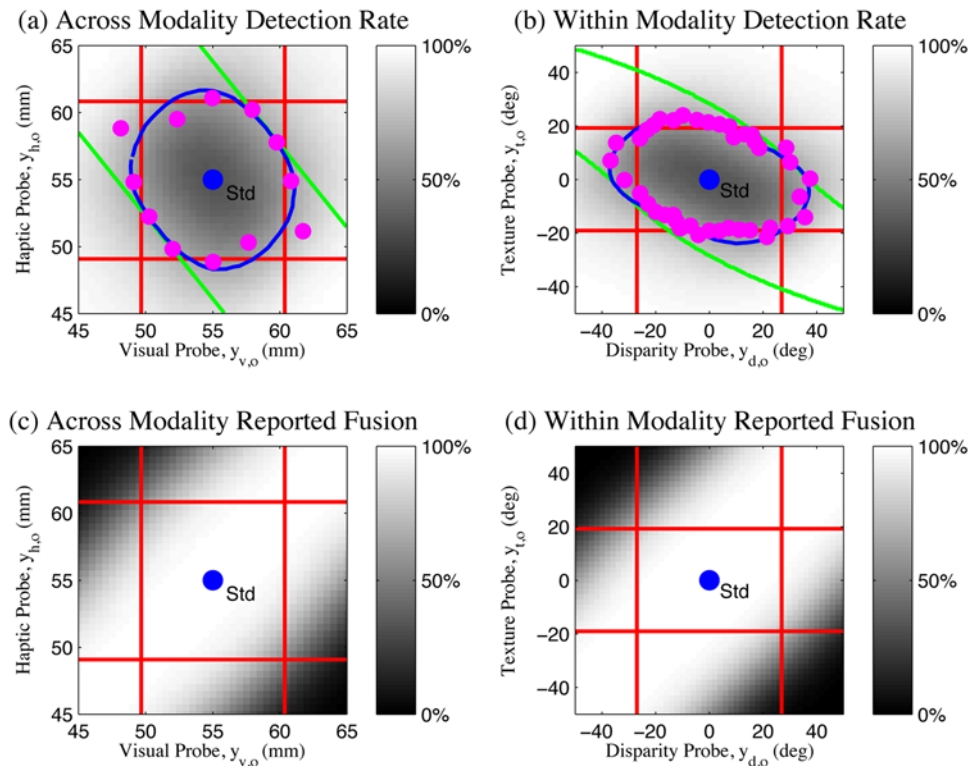 (a) Across Modality Detection Rate
65
60
55
50
45
Haptic Probe, y_h,o (mm)
Std
45 50 55 60 65
Visual Probe, y_v,o (mm)
100%
50%
0%
(b) Within Modality Detection Rate
40
20
0
−20
−40
Texture Probe, y_t,o (deg)
Std
−40 −20 0 20 40
Disparity Probe, y_d,o (deg)
100%
50%
0%
(c) Across Modality Reported Fusion
65
60
55
50
45
Haptic Probe, y_h,o (mm)
Std
45 50 55 60 65
Visual Probe, y_v,o (mm)
100%
50%
0%
(d) Within Modality Reported Fusion
40
20
0
−20
−40
Texture Probe, y_t,o (deg)
Std
−40 −20 0 20 40
Disparity Probe, y_d,o (deg)
100%
50%
0%